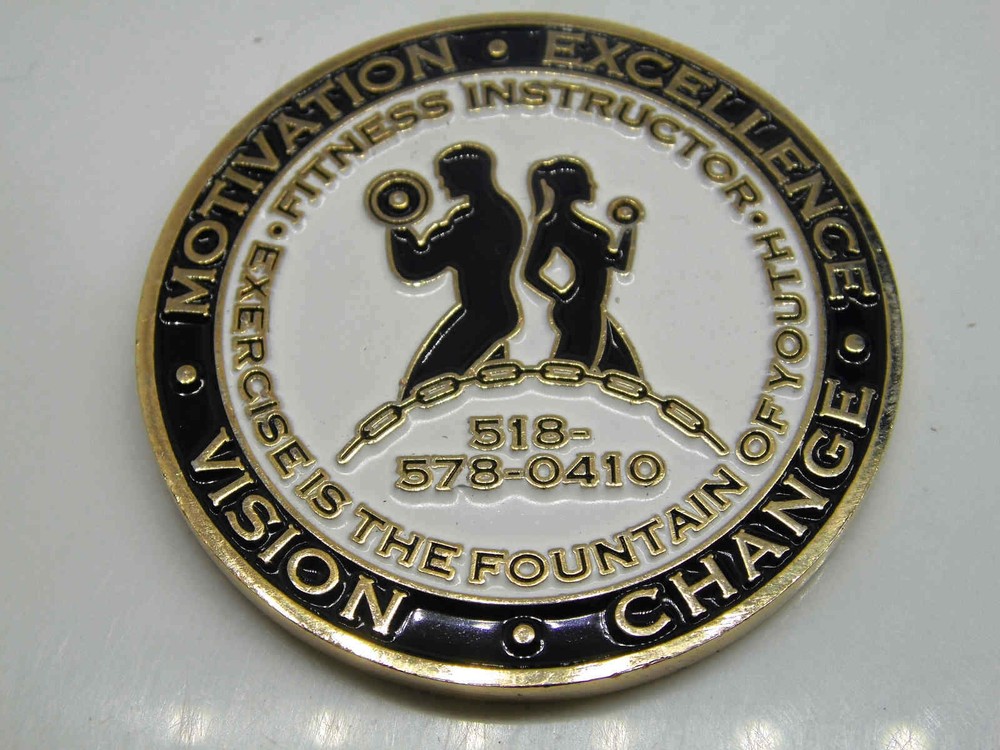 MOTIVATION • EXCELLENCE • CHANGE • VISION •
• FITNESS INSTRUCTOR •
EXERCISE IS THE FOUNTAIN OF YOUTH
518-
578-0410